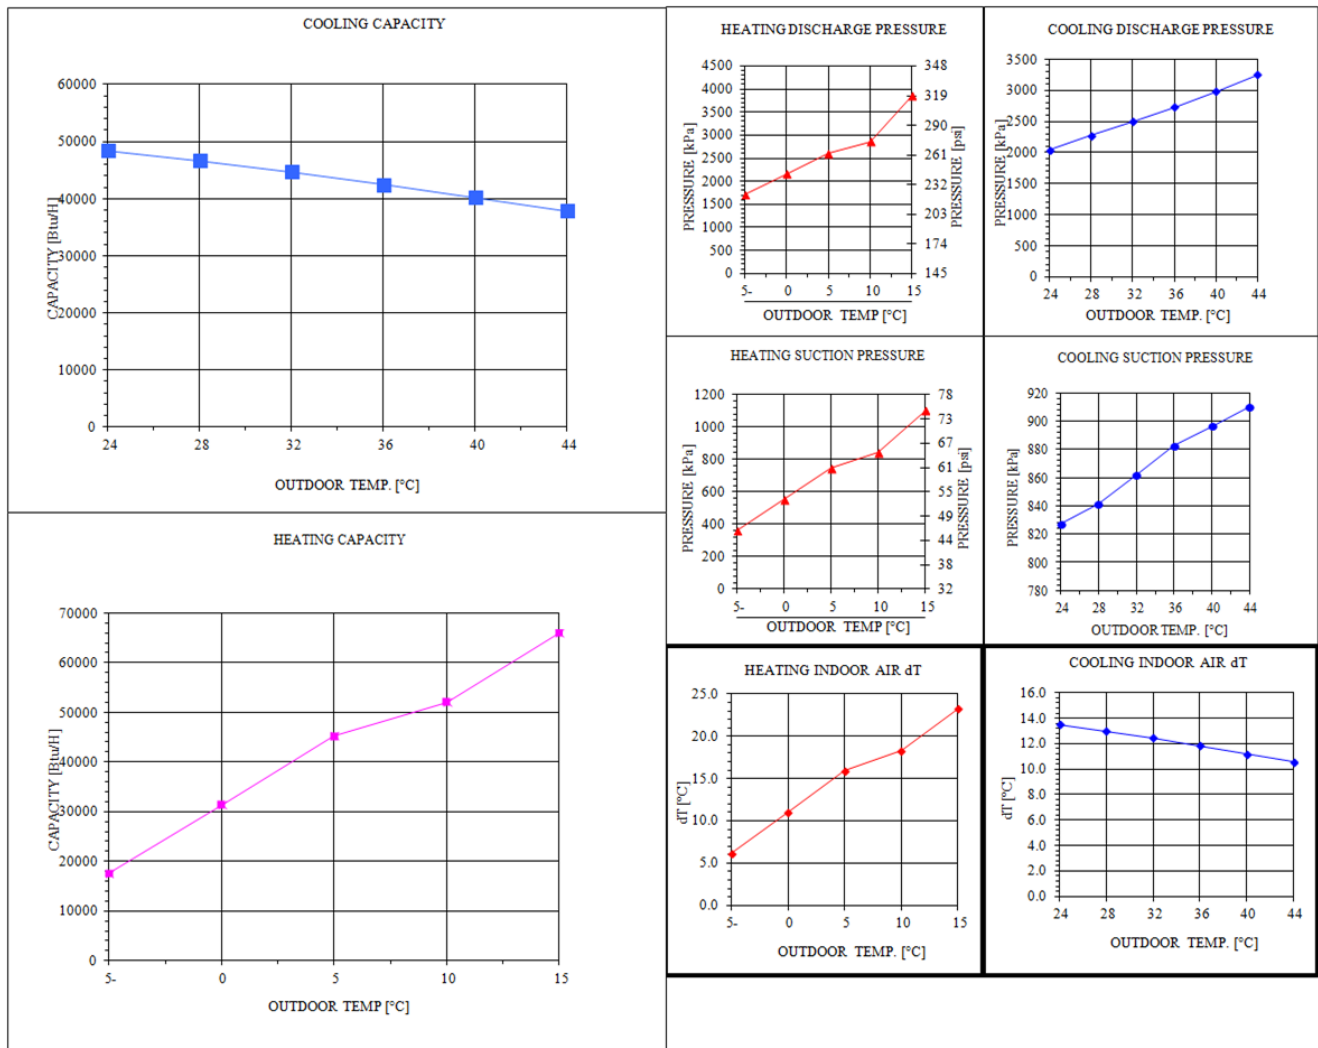 COOLING CAPACITY
CAPACITY [Btu/H]
60000
50000
40000
30000
20000
10000
0
24 28 32 36 40 44
OUTDOOR TEMP. [°C]
HEATING CAPACITY
CAPACITY [Btu/H]
70000
60000
50000
40000
30000
20000
10000
0
5- 0 5 10 15
OUTDOOR TEMP [°C]
HEATING DISCHARGE PRESSURE
PRESSURE [kPa]
4500
4000
3500
3000
2500
2000
1500
1000
500
0
348
319
290
261
232
203
174
145
PRESSURE [psi]
5- 0 5 10 15
OUTDOOR TEMP [°C]
COOLING DISCHARGE PRESSURE
PRESSURE [kPa]
3500
3000
2500
2000
1500
1000
500
0
24 28 32 36 40 44
OUTDOOR TEMP. [°C]
HEATING SUCTION PRESSURE
PRESSURE [kPa]
1200
1000
800
600
400
200
0
78
73
67
61
55
49
44
38
32
PRESSURE [psi]
5- 0 5 10 15
OUTDOOR TEMP [°C]
COOLING SUCTION PRESSURE
PRESSURE [kPa]
920
900
880
860
840
820
800
780
24 28 32 36 40 44
OUTDOOR TEMP. [°C]
HEATING INDOOR AIR dT
dT [°C]
25.0
20.0
15.0
10.0
5.0
0.0
5- 0 5 10 15
OUTDOOR TEMP. [°C]
COOLING INDOOR AIR dT
dT [°C]
16.0
14.0
12.0
10.0
8.0
6.0
4.0
2.0
0.0
24 28 32 36 40 44
OUTDOOR TEMP. [°C]